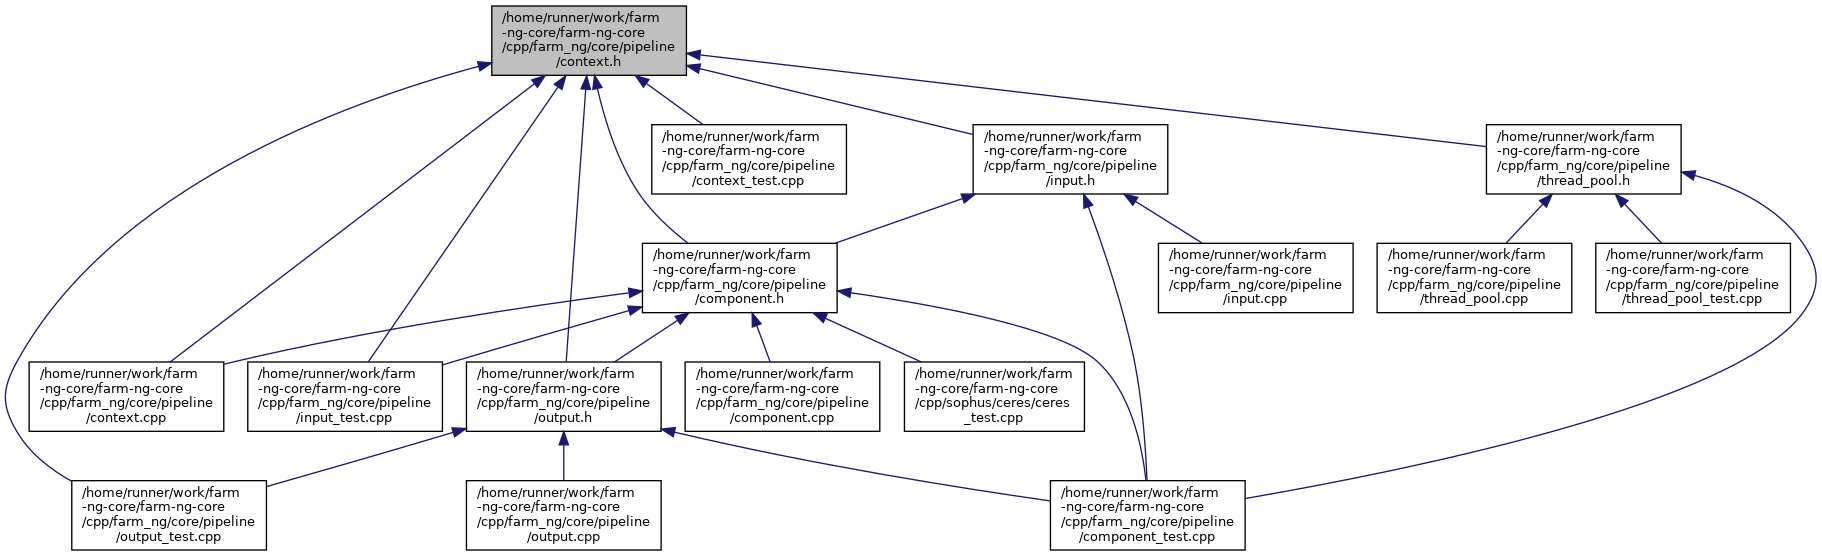 /home/runner/work/farm
-ng-core/farm-ng-core
/cpp/farm_ng/core/pipeline
/context.h
/home/runner/work/farm
-ng-core/farm-ng-core
/cpp/farm_ng/core/pipeline
/context_test.cpp
/home/runner/work/farm
-ng-core/farm-ng-core
/cpp/farm_ng/core/pipeline
/input.h
/home/runner/work/farm
-ng-core/farm-ng-core
/cpp/farm_ng/core/pipeline
/thread_pool.h
/home/runner/work/farm
-ng-core/farm-ng-core
/cpp/farm_ng/core/pipeline
/component.h
/home/runner/work/farm
-ng-core/farm-ng-core
/cpp/farm_ng/core/pipeline
/input.cpp
/home/runner/work/farm
-ng-core/farm-ng-core
/cpp/farm_ng/core/pipeline
/thread_pool.cpp
/home/runner/work/farm
-ng-core/farm-ng-core
/cpp/farm_ng/core/pipeline
/thread_pool_test.cpp
/home/runner/work/farm
-ng-core/farm-ng-core
/cpp/farm_ng/core/pipeline
/context.cpp
/home/runner/work/farm
-ng-core/farm-ng-core
/cpp/farm_ng/core/pipeline
/input_test.cpp
/home/runner/work/farm
-ng-core/farm-ng-core
/cpp/farm_ng/core/pipeline
/output.h
/home/runner/work/farm
-ng-core/farm-ng-core
/cpp/farm_ng/core/pipeline
/component.cpp
/home/runner/work/farm
-ng-core/farm-ng-core
/cpp/sophus/ceres/ceres
_test.cpp
/home/runner/work/farm
-ng-core/farm-ng-core
/cpp/farm_ng/core/pipeline
/output_test.cpp
/home/runner/work/farm
-ng-core/farm-ng-core
/cpp/farm_ng/core/pipeline
/output.cpp
/home/runner/work/farm
-ng-core/farm-ng-core
/cpp/farm_ng/core/pipeline
/component_test.cpp